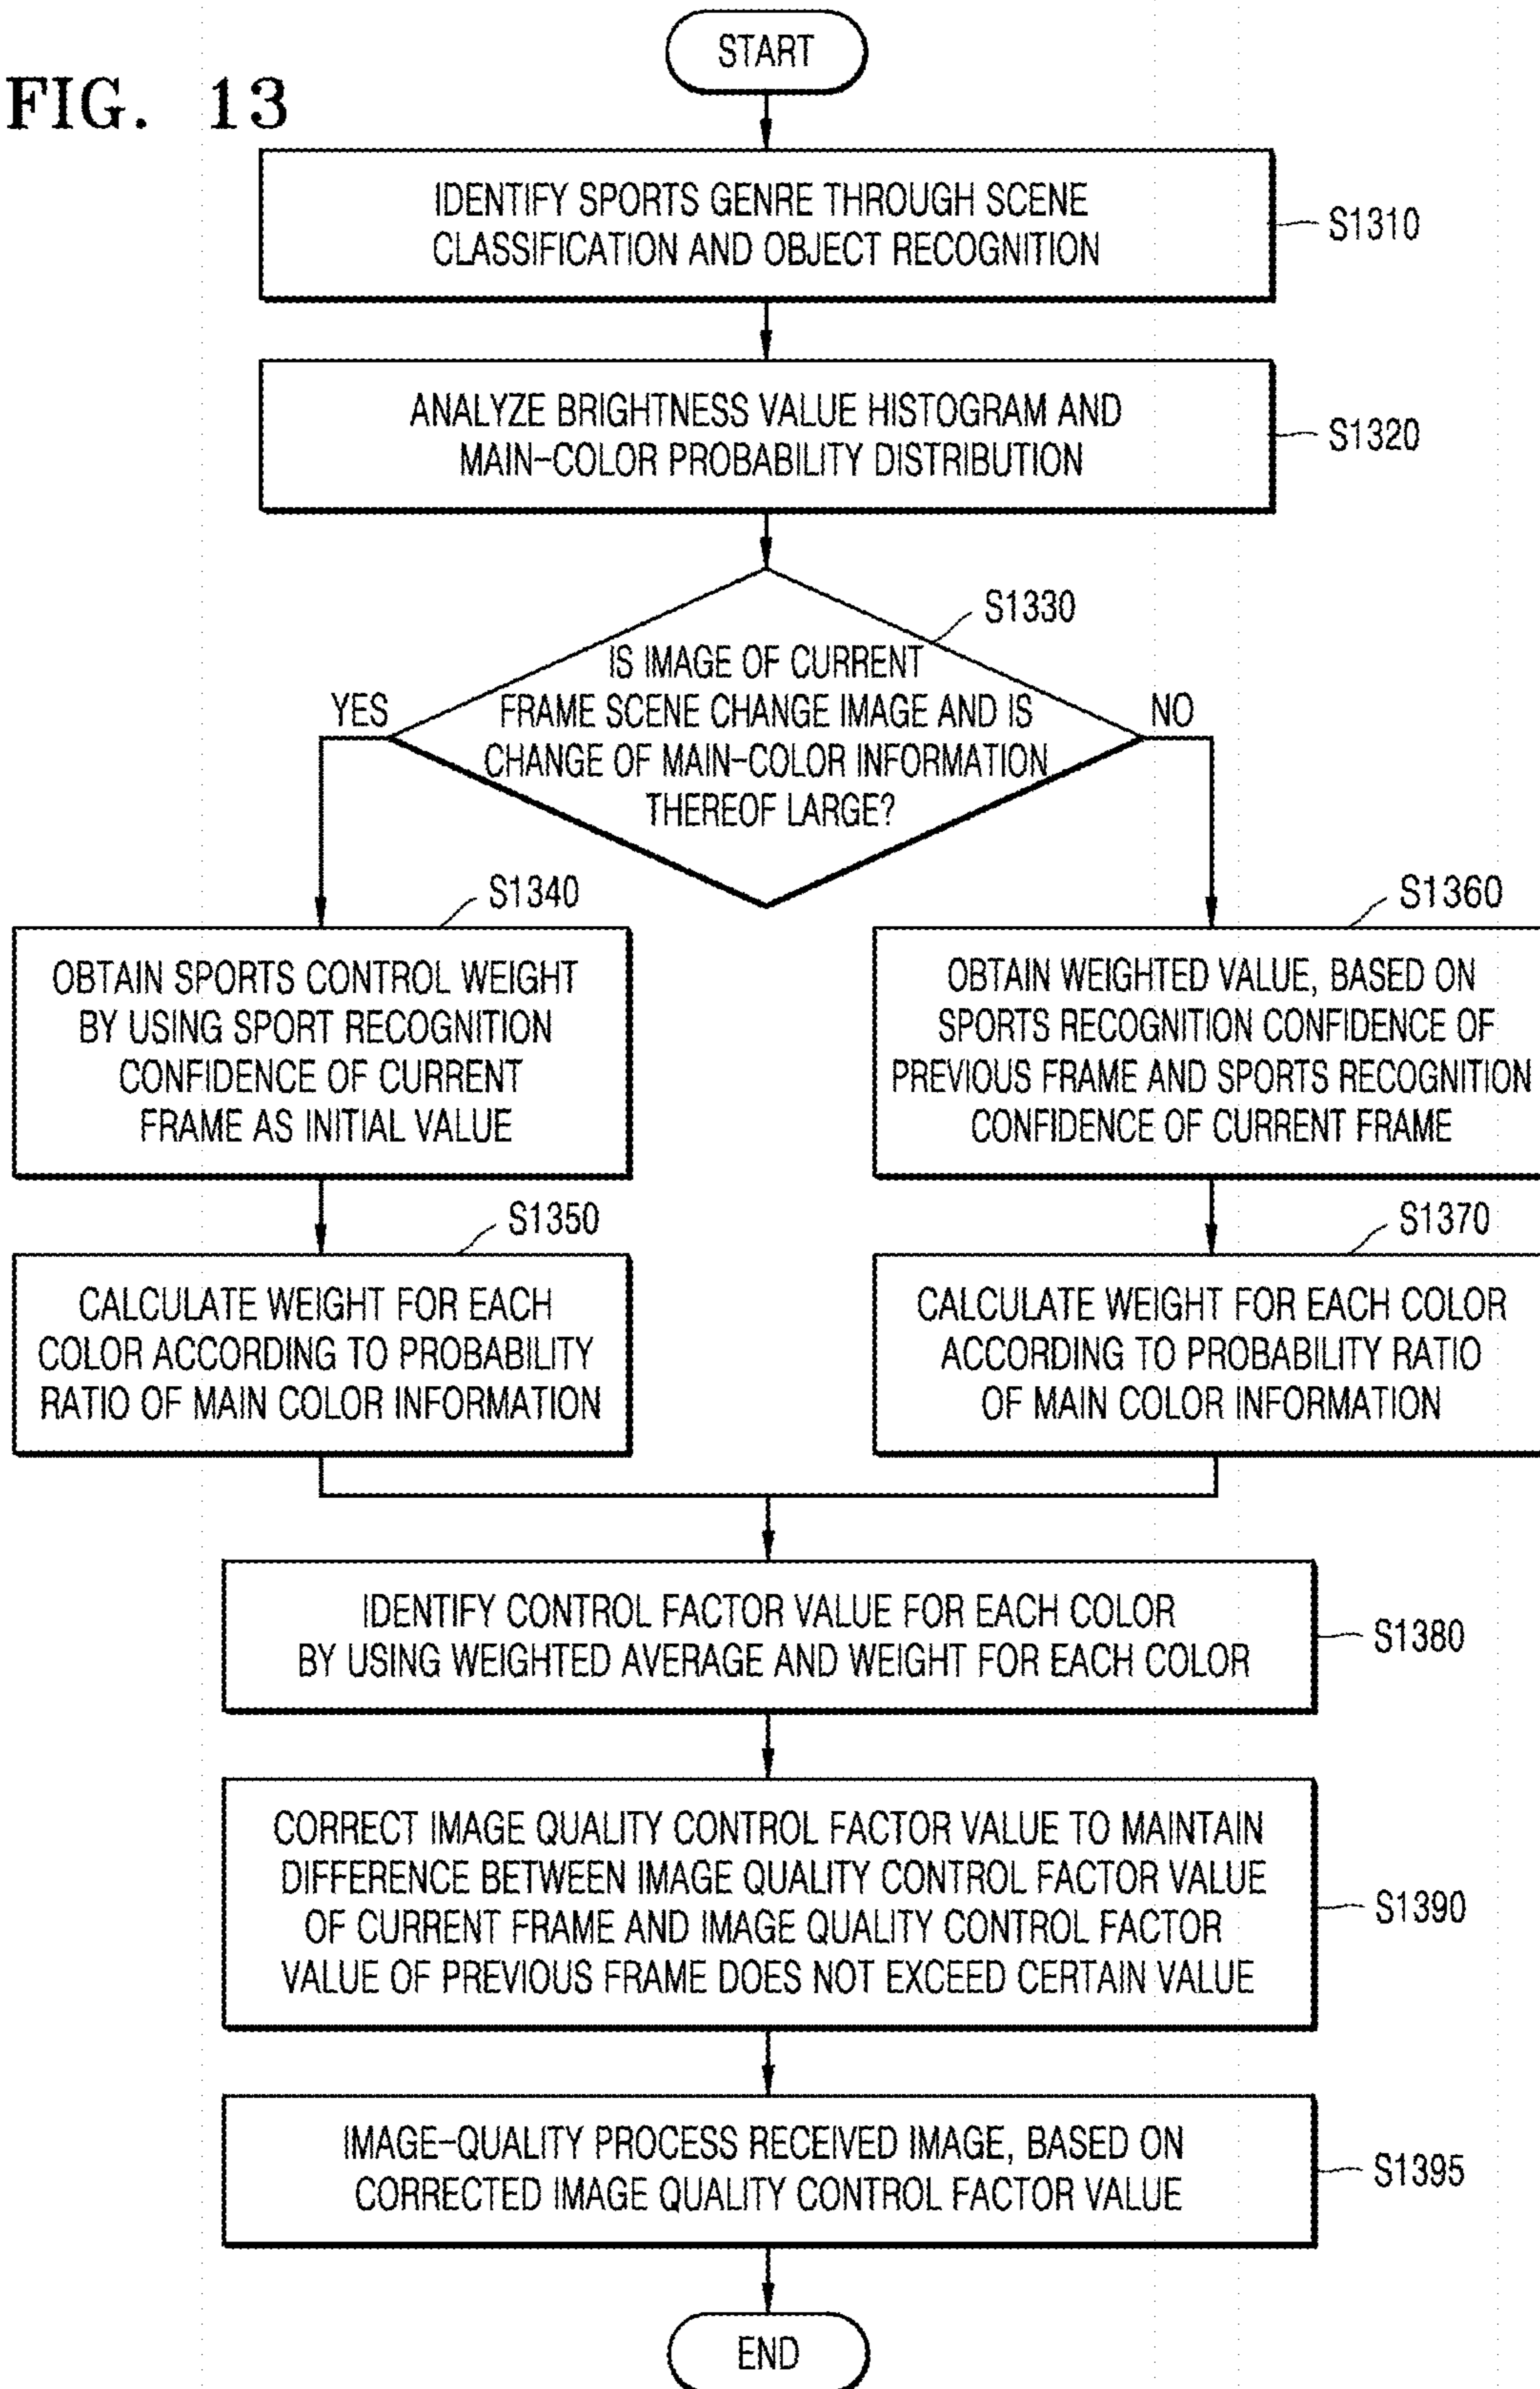 FIG. 13
START
IDENTIFY SPORTS GENRE THROUGH SCENE
CLASSIFICATION AND OBJECT RECOGNITION
S1310
ANALYZE BRIGHTNESS VALUE HISTOGRAM AND
MAIN-COLOR PROBABILITY DISTRIBUTION
S1320
S1330
IS IMAGE OF CURRENT
FRAME SCENE CHANGE IMAGE AND IS
CHANGE OF MAIN-COLOR INFORMATION
THEREOF LARGE?
YES
NO
S1340
OBTAIN SPORTS CONTROL WEIGHT
BY USING SPORT RECOGNITION
CONFIDENCE OF CURRENT
FRAME AS INITIAL VALUE
S1360
OBTAIN WEIGHTED VALUE, BASED ON
SPORTS RECOGNITION CONFIDENCE OF
PREVIOUS FRAME AND SPORTS RECOGNITION
CONFIDENCE OF CURRENT FRAME
S1350
CALCULATE WEIGHT FOR EACH
COLOR ACCORDING TO PROBABILITY
RATIO OF MAIN COLOR INFORMATION
S1370
CALCULATE WEIGHT FOR EACH COLOR
ACCORDING TO PROBABILITY RATIO
OF MAIN COLOR INFORMATION
IDENTIFY CONTROL FACTOR VALUE FOR EACH COLOR
BY USING WEIGHTED AVERAGE AND WEIGHT FOR EACH COLOR
S1380
CORRECT IMAGE QUALITY CONTROL FACTOR VALUE TO MAINTAIN
DIFFERENCE BETWEEN IMAGE QUALITY CONTROL FACTOR VALUE
OF CURRENT FRAME AND IMAGE QUALITY CONTROL FACTOR
VALUE OF PREVIOUS FRAME DOES NOT EXCEED CERTAIN VALUE
S1390
IMAGE-QUALITY PROCESS RECEIVED IMAGE, BASED ON
CORRECTED IMAGE QUALITY CONTROL FACTOR VALUE
S1395
END